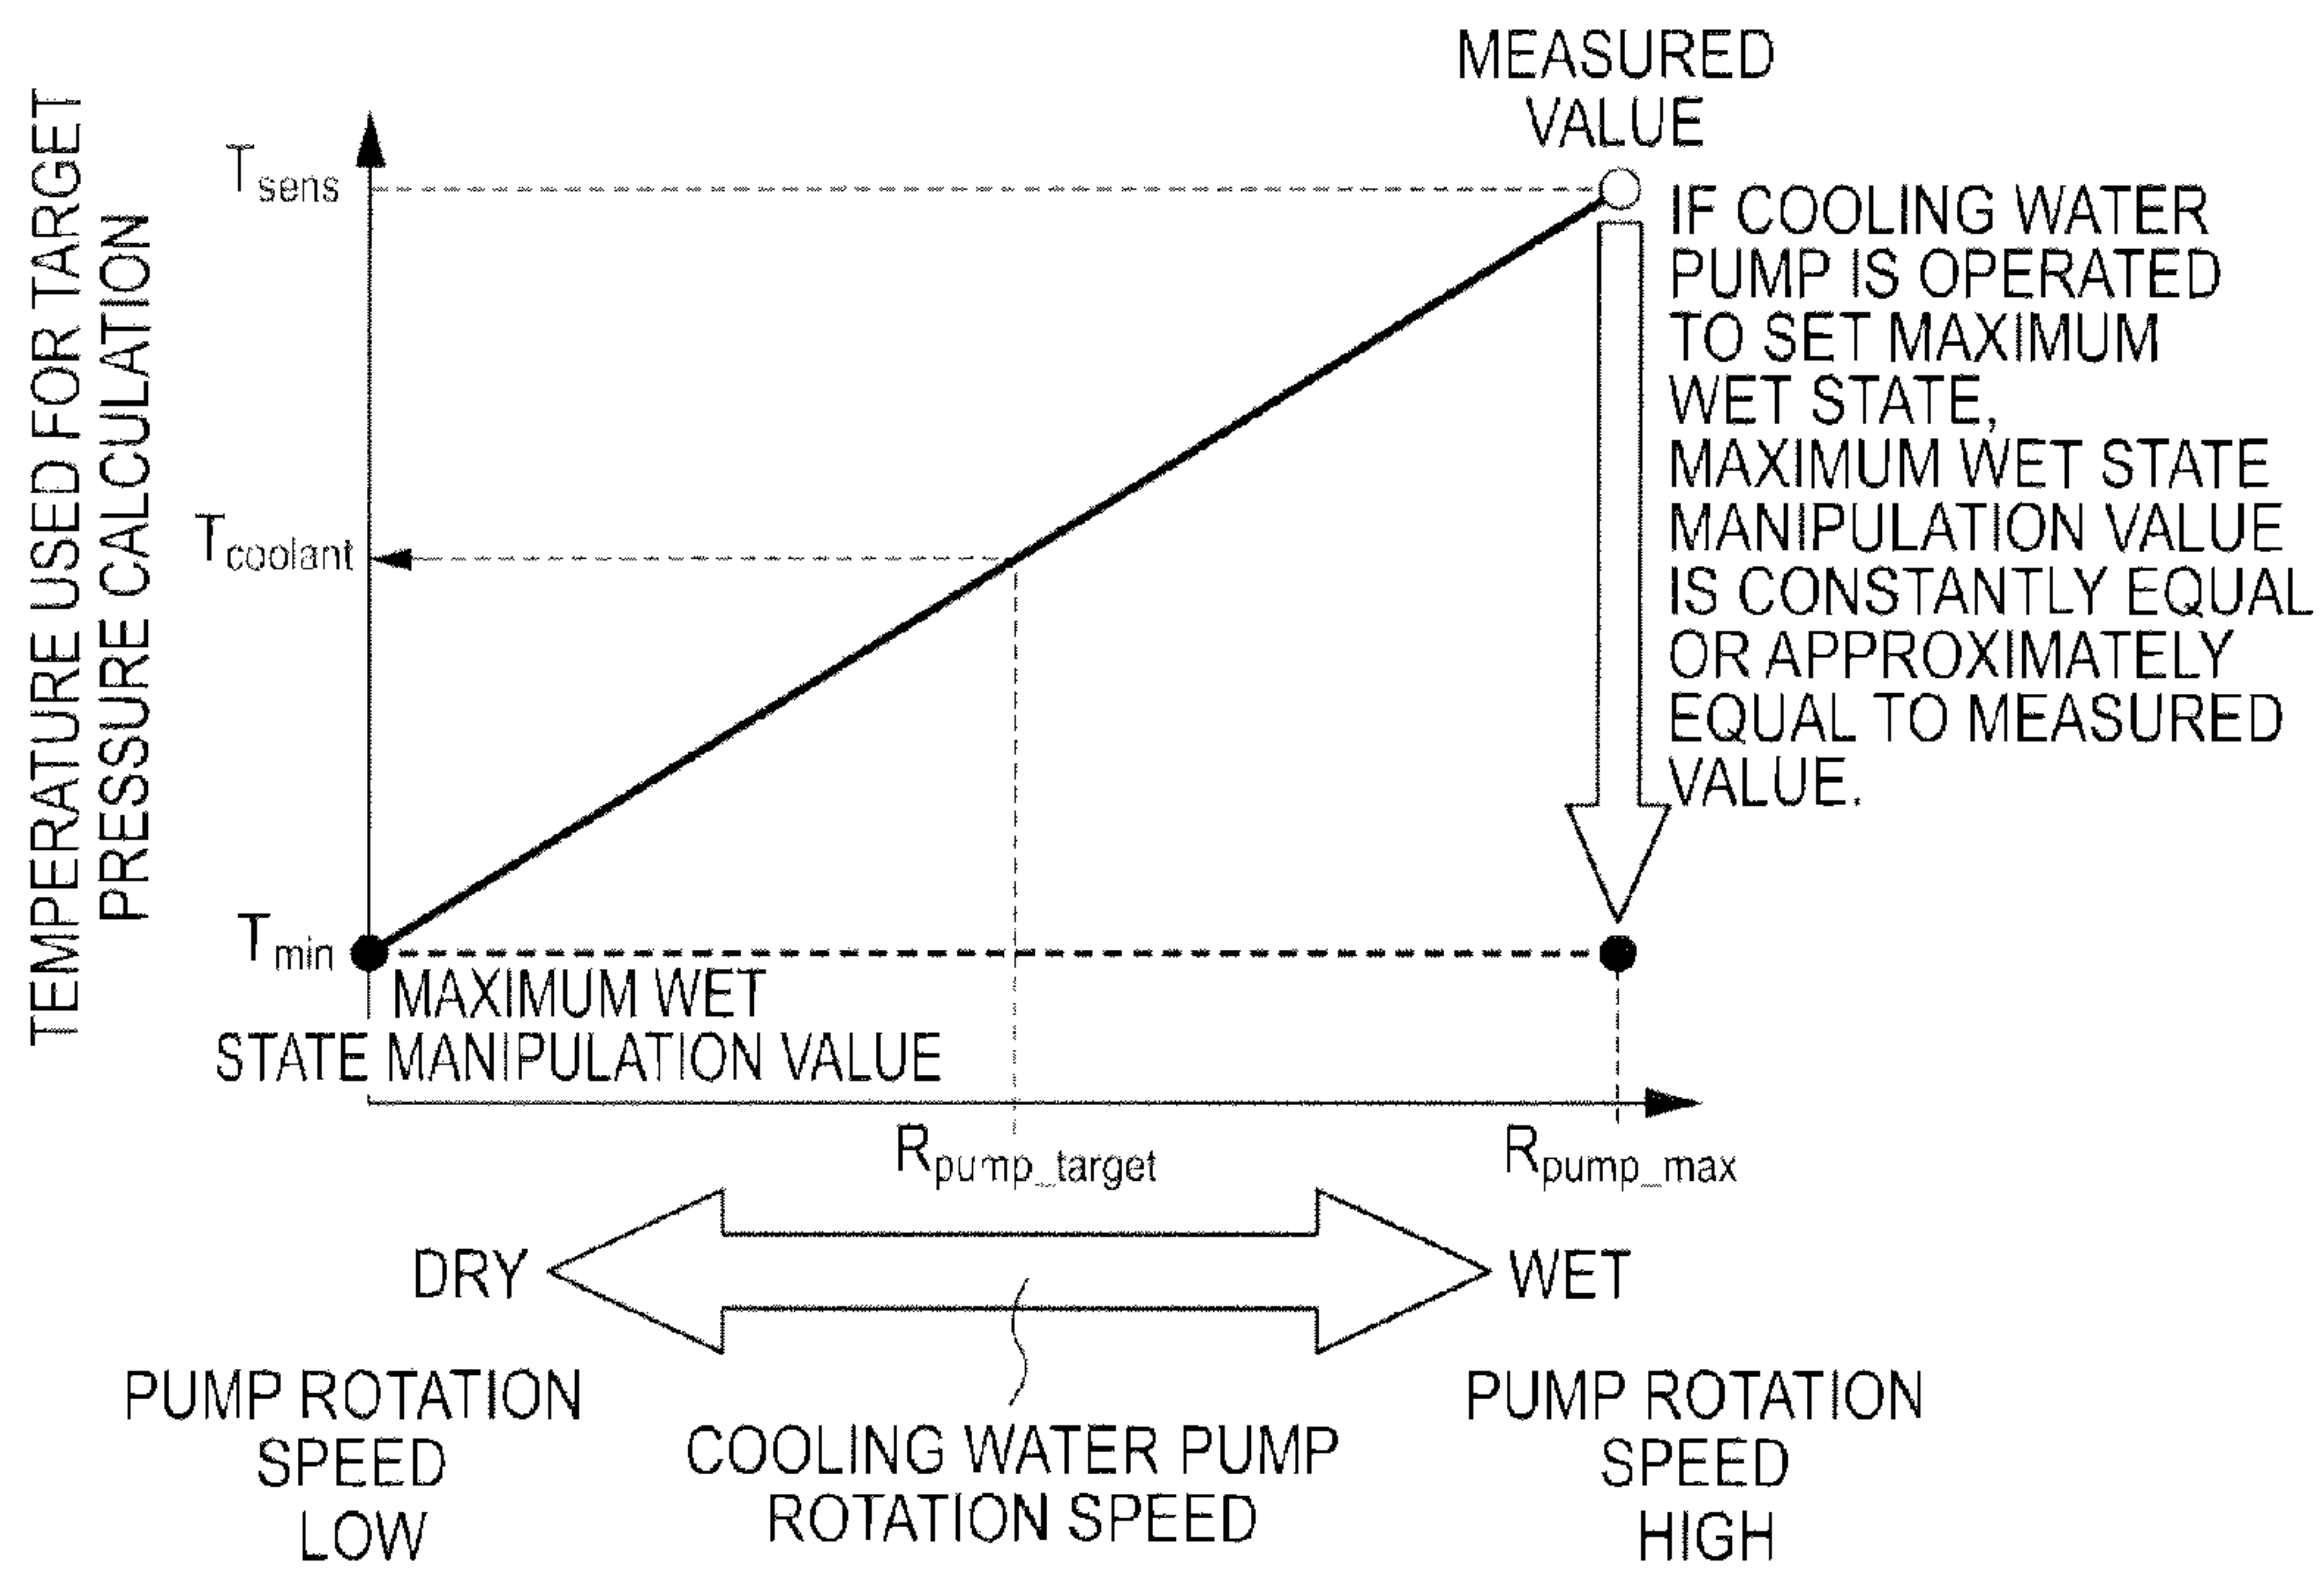 MEASURED
VALUE
TEMPERATURE USED FOR TARGET
PRESSURE CALCULATION
Tsens
Tcoolant
Tmin
IF COOLING WATER
PUMP IS OPERATED
TO SET MAXIMUM
WET STATE,
MAXIMUM WET STATE
MANIPULATION VALUE
IS CONSTANTLY EQUAL
OR APPROXIMATELY
EQUAL TO MEASURED
VALUE.
MAXIMUM WET
STATE MANIPULATION VALUE
Rpump_target
Rpump_max
DRY
WET
PUMP ROTATION
SPEED
LOW
COOLING WATER PUMP
ROTATION SPEED
PUMP ROTATION
SPEED
HIGH